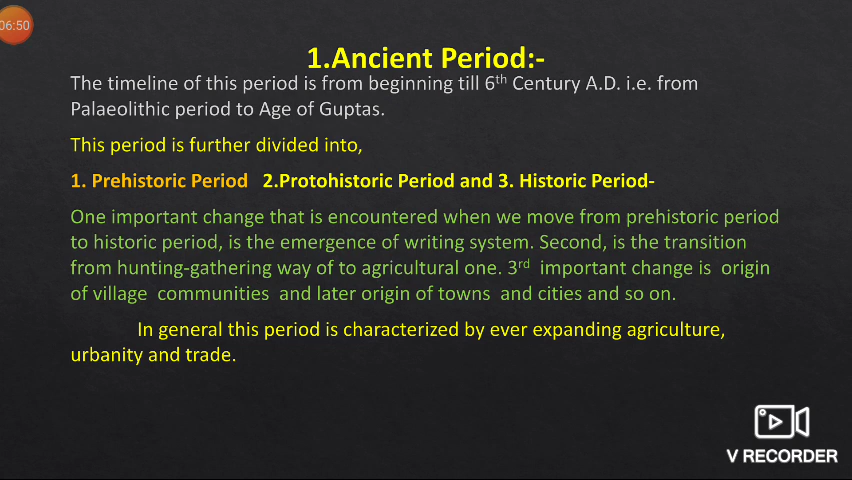 06:50
1.Ancient Period:-
The timeline of this period is from beginning till 6th Century A.D. i.e. from
Palaeolithic period to Age of Guptas.
This period is further divided into,
1. Prehistoric Period 2.Protohistoric Period and 3. Historic Period-
One important change that is encountered when we move from prehistoric period
to historic period, is the emergence of writing system. Second, is the transition
from hunting-gathering way of to agricultural one. 3rd important change is origin
of village communities and later origin of towns and cities and so on.
In general this period is characterized by ever expanding agriculture,
urbanity and trade.
V RECORDER